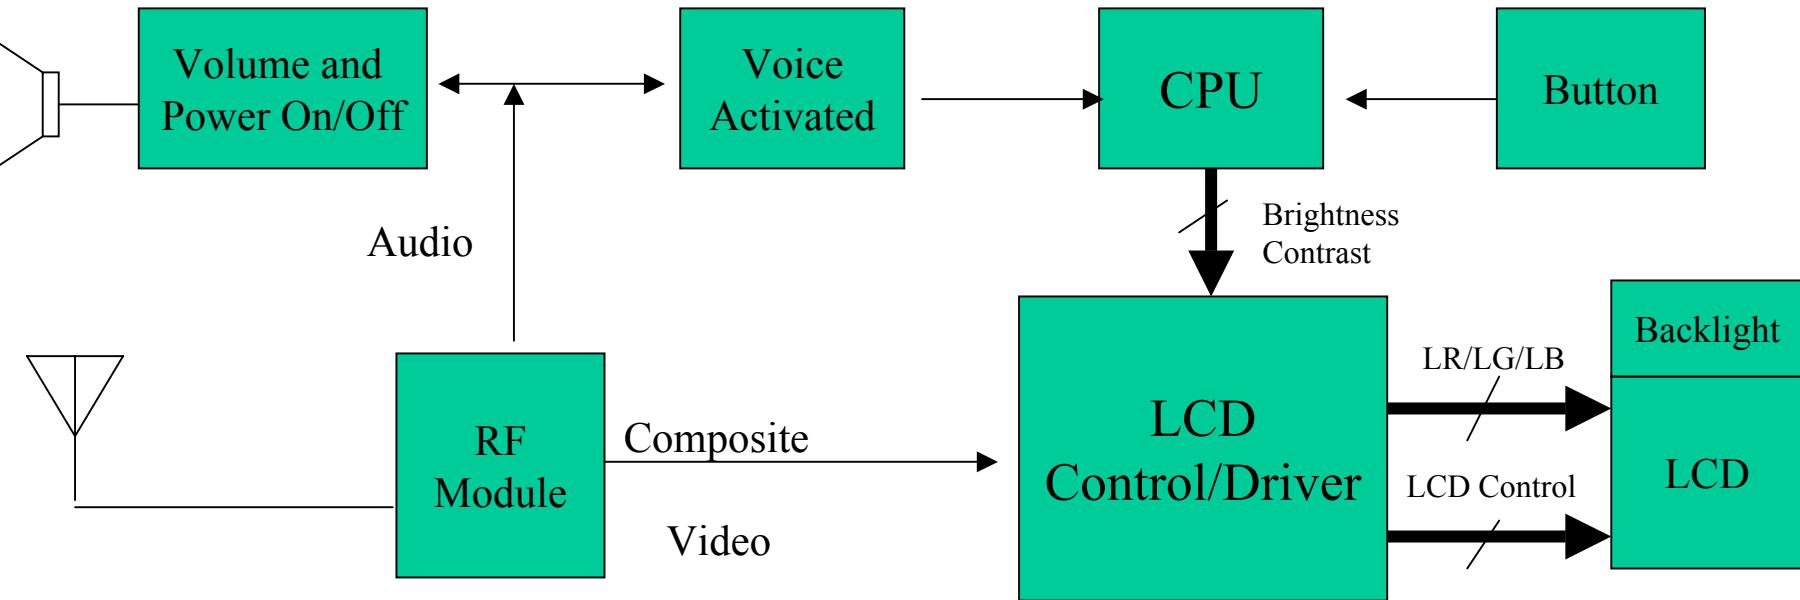 Volume and
Power On/Off
Voice
Activated
CPU
Button
Audio
Brightness
Contrast
RF
Module
Composite
Video
LCD
Control/Driver
LR/LG/LB
LCD Control
Backlight
LCD